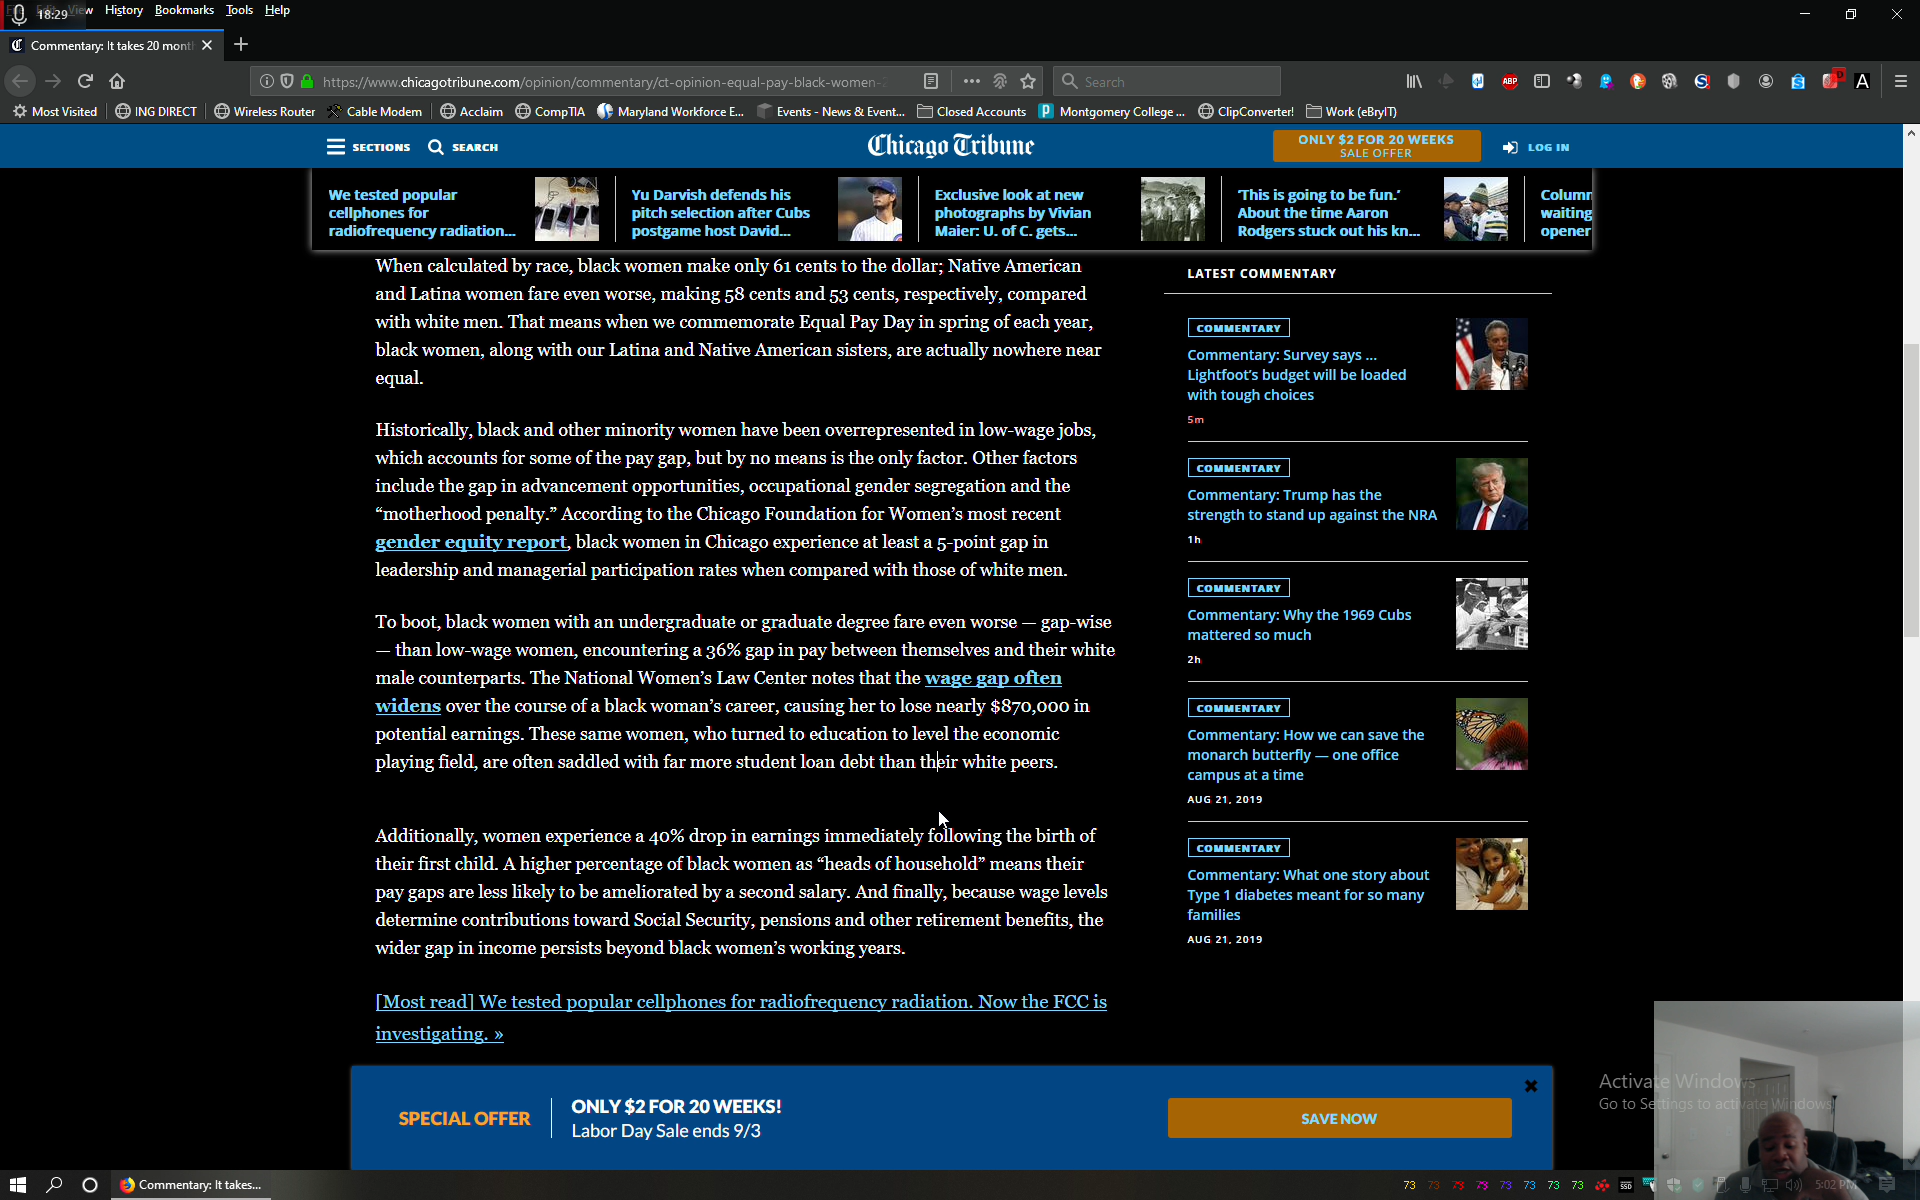 18:29
View History Bookmarks Tools Help
Commentary: It takes 20 month
https://www.chicagotribune.com/opinion/commentary/ct-opinion-equal-pay-black-women-
Search
Most Visited ING DIRECT Wireless Router Cable Modem Acclaim CompTIA Maryland Workforce E... Events - News & Event... Closed Accounts Montgomery College ... ClipConverter! Work (eBryIT)
SECTIONS SEARCH
Chicago Tribune
ONLY $2 FOR 20 WEEKS
SALE OFFER
LOG IN
We tested popular
cellphones for
radiofrequency radiation...
Yu Darvish defends his
pitch selection after Cubs
postgame host David...
Exclusive look at new
photographs by Vivian
Maier: U. of C. gets...
'This is going to be fun.'
About the time Aaron
Rodgers stuck out his kn...
Column
waiting
opener
When calculated by race, black women make only 61 cents to the dollar; Native American
and Latina women fare even worse, making 58 cents and 53 cents, respectively, compared
with white men. That means when we commemorate Equal Pay Day in spring of each year,
black women, along with our Latina and Native American sisters, are actually nowhere near
equal.
Historically, black and other minority women have been overrepresented in low-wage jobs,
which accounts for some of the pay gap, but by no means is the only factor. Other factors
include the gap in advancement opportunities, occupational gender segregation and the
“motherhood penalty.” According to the Chicago Foundation for Women’s most recent
gender equity report, black women in Chicago experience at least a 5-point gap in
leadership and managerial participation rates when compared with those of white men.
To boot, black women with an undergraduate or graduate degree fare even worse — gap-wise
— than low-wage women, encountering a 36% gap in pay between themselves and their white
male counterparts. The National Women’s Law Center notes that the wage gap often
widens over the course of a black woman’s career, causing her to lose nearly $870,000 in
potential earnings. These same women, who turned to education to level the economic
playing field, are often saddled with far more student loan debt than their white peers.
Additionally, women experience a 40% drop in earnings immediately following the birth of
their first child. A higher percentage of black women as “heads of household” means their
pay gaps are less likely to be ameliorated by a second salary. And finally, because wage levels
determine contributions toward Social Security, pensions and other retirement benefits, the
wider gap in income persists beyond black women’s working years.
[Most read] We tested popular cellphones for radiofrequency radiation. Now the FCC is
investigating. »
LATEST COMMENTARY
COMMENTARY
Commentary: Survey says ...
Lightfoot’s budget will be loaded
with tough choices
5m
COMMENTARY
Commentary: Trump has the
strength to stand up against the NRA
1h
COMMENTARY
Commentary: Why the 1969 Cubs
mattered so much
2h
COMMENTARY
Commentary: How we can save the
monarch butterfly — one office
campus at a time
AUG 21, 2019
COMMENTARY
Commentary: What one story about
Type 1 diabetes meant for so many
families
AUG 21, 2019
SPECIAL OFFER
ONLY $2 FOR 20 WEEKS!
Labor Day Sale ends 9/3
SAVE NOW
Activate Windows
Go to Settings to activate Windows.
Commentary: It takes...
73 73 73 73 73 73 73 73
5:02 PM